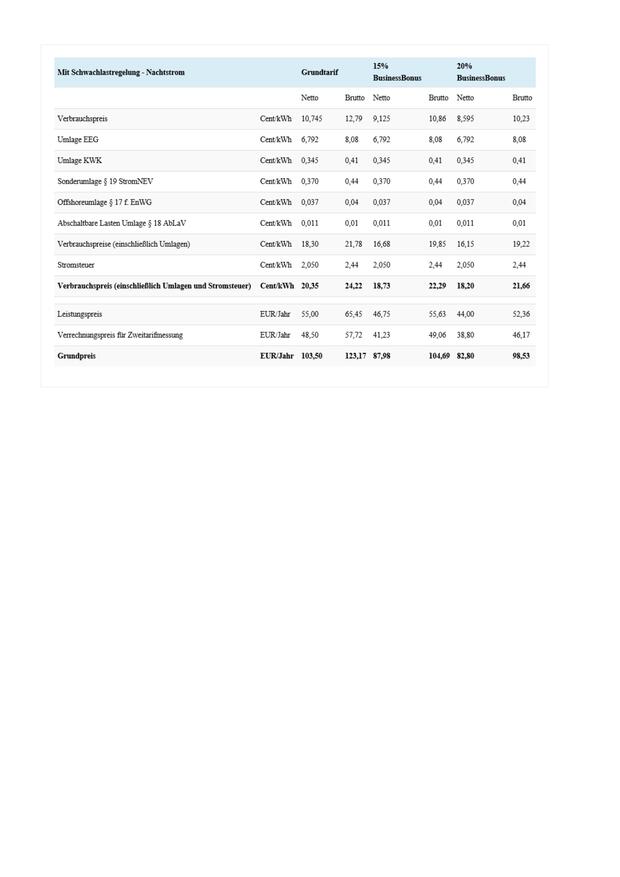 Mit Schwachlastregelung - Nachtstrom Grundtarif 15% BusinessBonus 20% BusinessBonus
Netto Brutto Netto Brutto Netto Brutto
Verbrauchspreis Cent/kWh 10,745 12,79 9,125 10,86 8,595 10,23
Umlage EEG Cent/kWh 6,792 8,08 6,792 8,08 6,792 8,08
Umlage KWK Cent/kWh 0,345 0,41 0,345 0,41 0,345 0,41
Sonderumlage § 19 StromNEV Cent/kWh 0,370 0,44 0,370 0,44 0,370 0,44
Offshoreumlage § 17 f. EnWG Cent/kWh 0,037 0,04 0,037 0,04 0,037 0,04
Abschaltbare Lasten Umlage § 18 AbLaV Cent/kWh 0,011 0,01 0,011 0,01 0,011 0,01
Verbrauchspreise (einschließlich Umlagen) Cent/kWh 18,30 21,78 16,68 19,85 16,15 19,22
Stromsteuer Cent/kWh 2,050 2,44 2,050 2,44 2,050 2,44
Verbrauchspreis (einschließlich Umlagen und Stromsteuer) Cent/kWh 20,35 24,22 18,73 22,29 18,20 21,66
Leistungspreis EUR/Jahr 55,00 65,45 46,75 55,63 44,00 52,36
Verrechnungspreis für Zweitarifmessung EUR/Jahr 48,50 57,72 41,23 49,06 38,80 46,17
Grundpreis EUR/Jahr 103,50 123,17 87,98 104,69 82,80 98,53